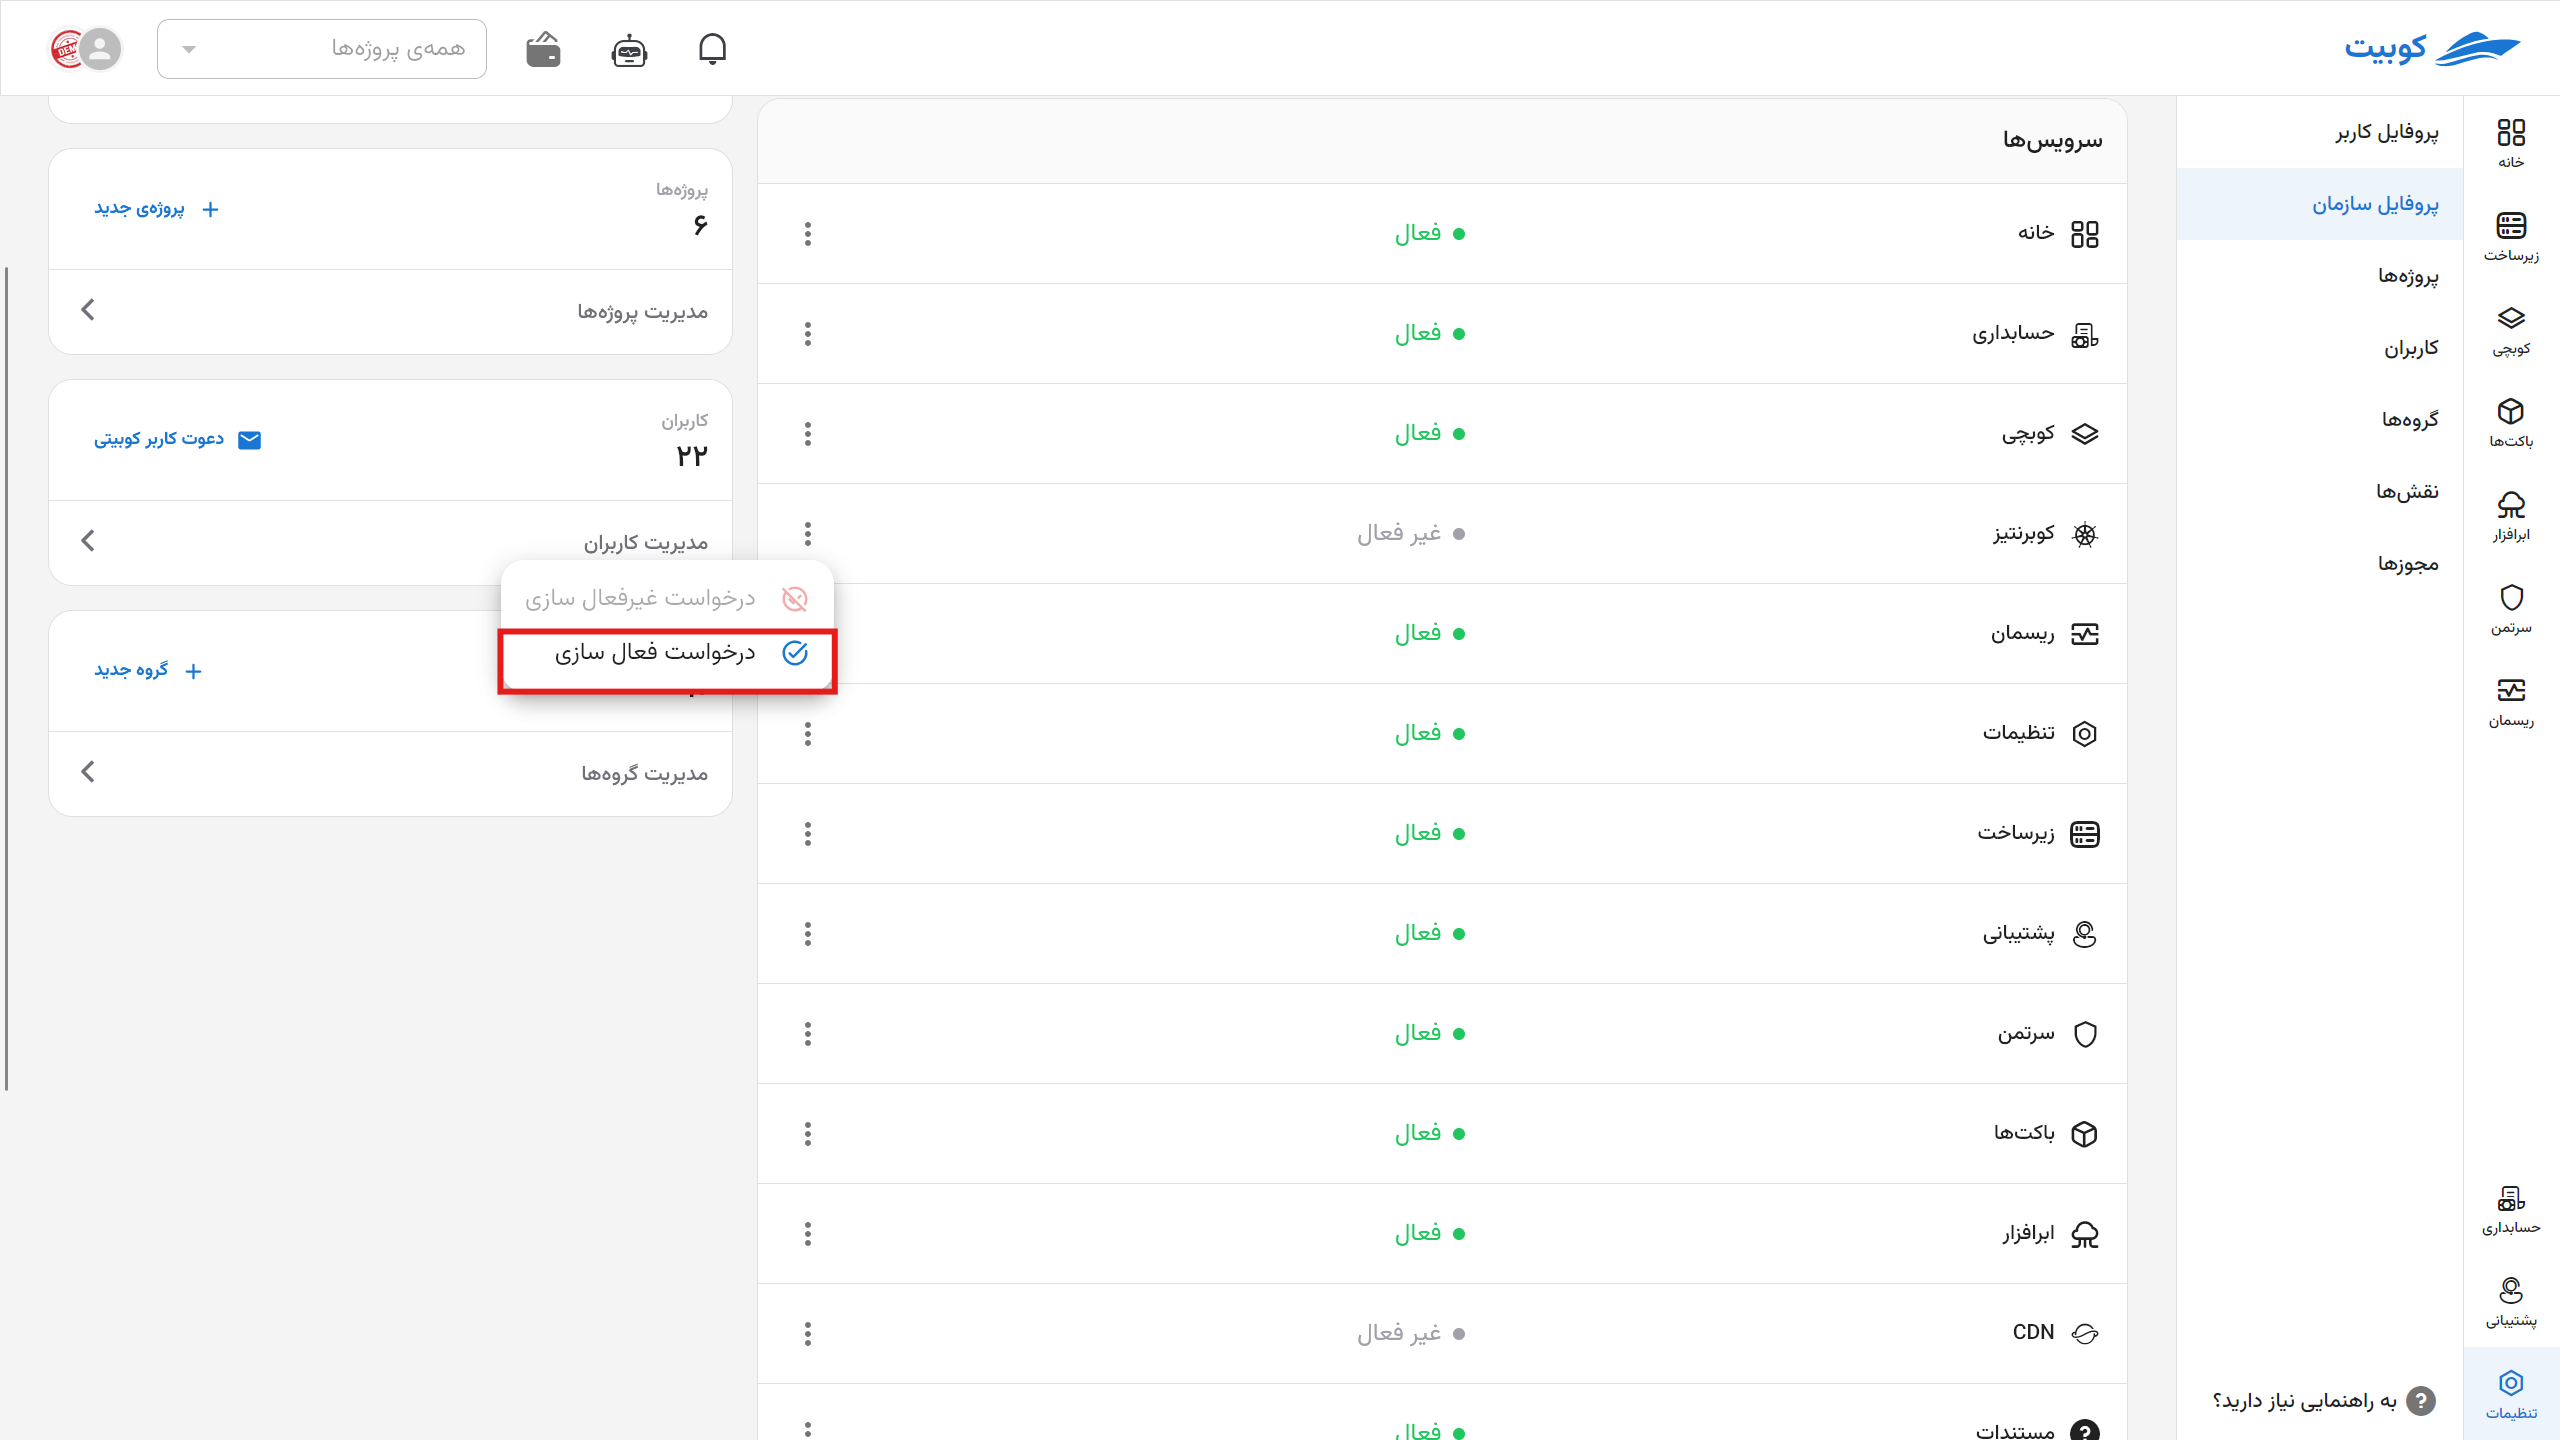 کوبیت
همه‌ی پروژه‌ها
خانه
زیرساخت
کوبچی
باکت‌ها
ابرافزار
سرتمن
ریسمان
حسابداری
پشتیبانی
تنظیمات
پروفایل کاربر
پروفایل سازمان
پروژه‌ها
کاربران
گروه‌ها
نقش‌ها
مجوزها
به راهنمایی نیاز دارید؟
سرویس‌ها
خانه فعال
حسابداری فعال
کوبچی فعال
کوبرنتیز غیر فعال
ریسمان فعال
تنظیمات فعال
زیرساخت فعال
پشتیبانی فعال
سرتمن فعال
باکت‌ها فعال
ابرافزار فعال
CDN غیر فعال
مستندات فعال
درخواست غیرفعال سازی
درخواست فعال سازی
پروژه‌ها
۶
پروژه‌ی جدید
مدیریت پروژه‌ها
کاربران
۲۲
دعوت کاربر کوبیتی
مدیریت کاربران
گروه جدید
مدیریت گروه‌ها